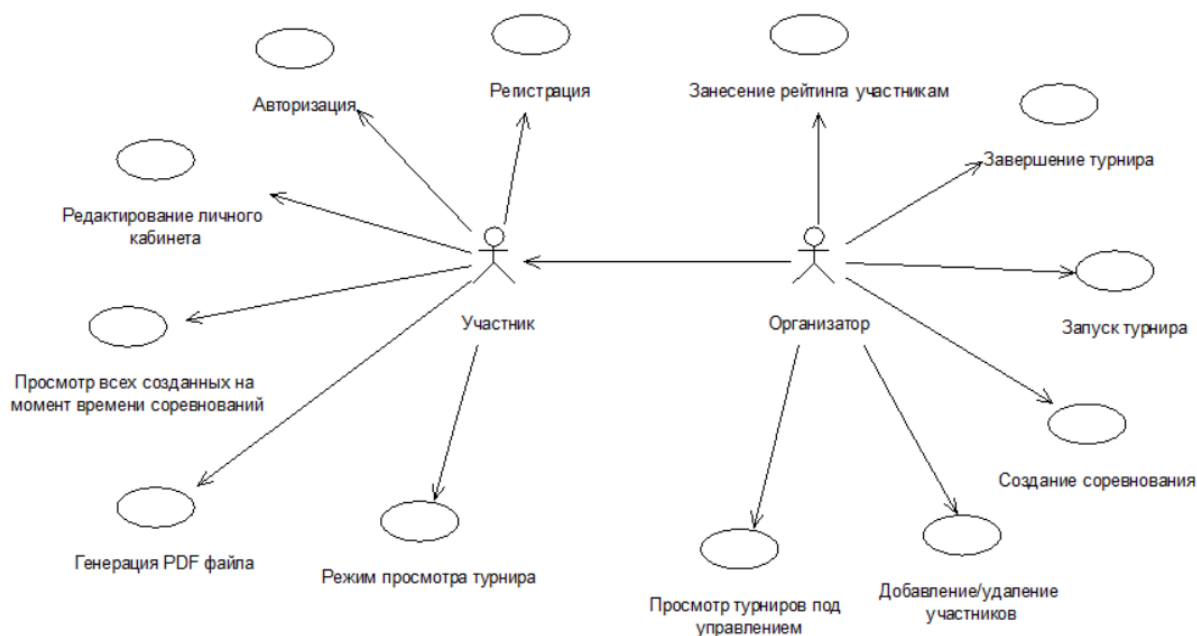 Авторизация
Регистрация
Занесение рейтинга участникам
Завершение турнира
Редактирование личного
кабинета
Участник
Организатор
Запуск турнира
Просмотр всех созданных на
момент времени соревнований
Создание соревнования
Генерация PDF файла
Режим просмотра турнира
Просмотр турниров под
управлением
Добавление/удаление
участников